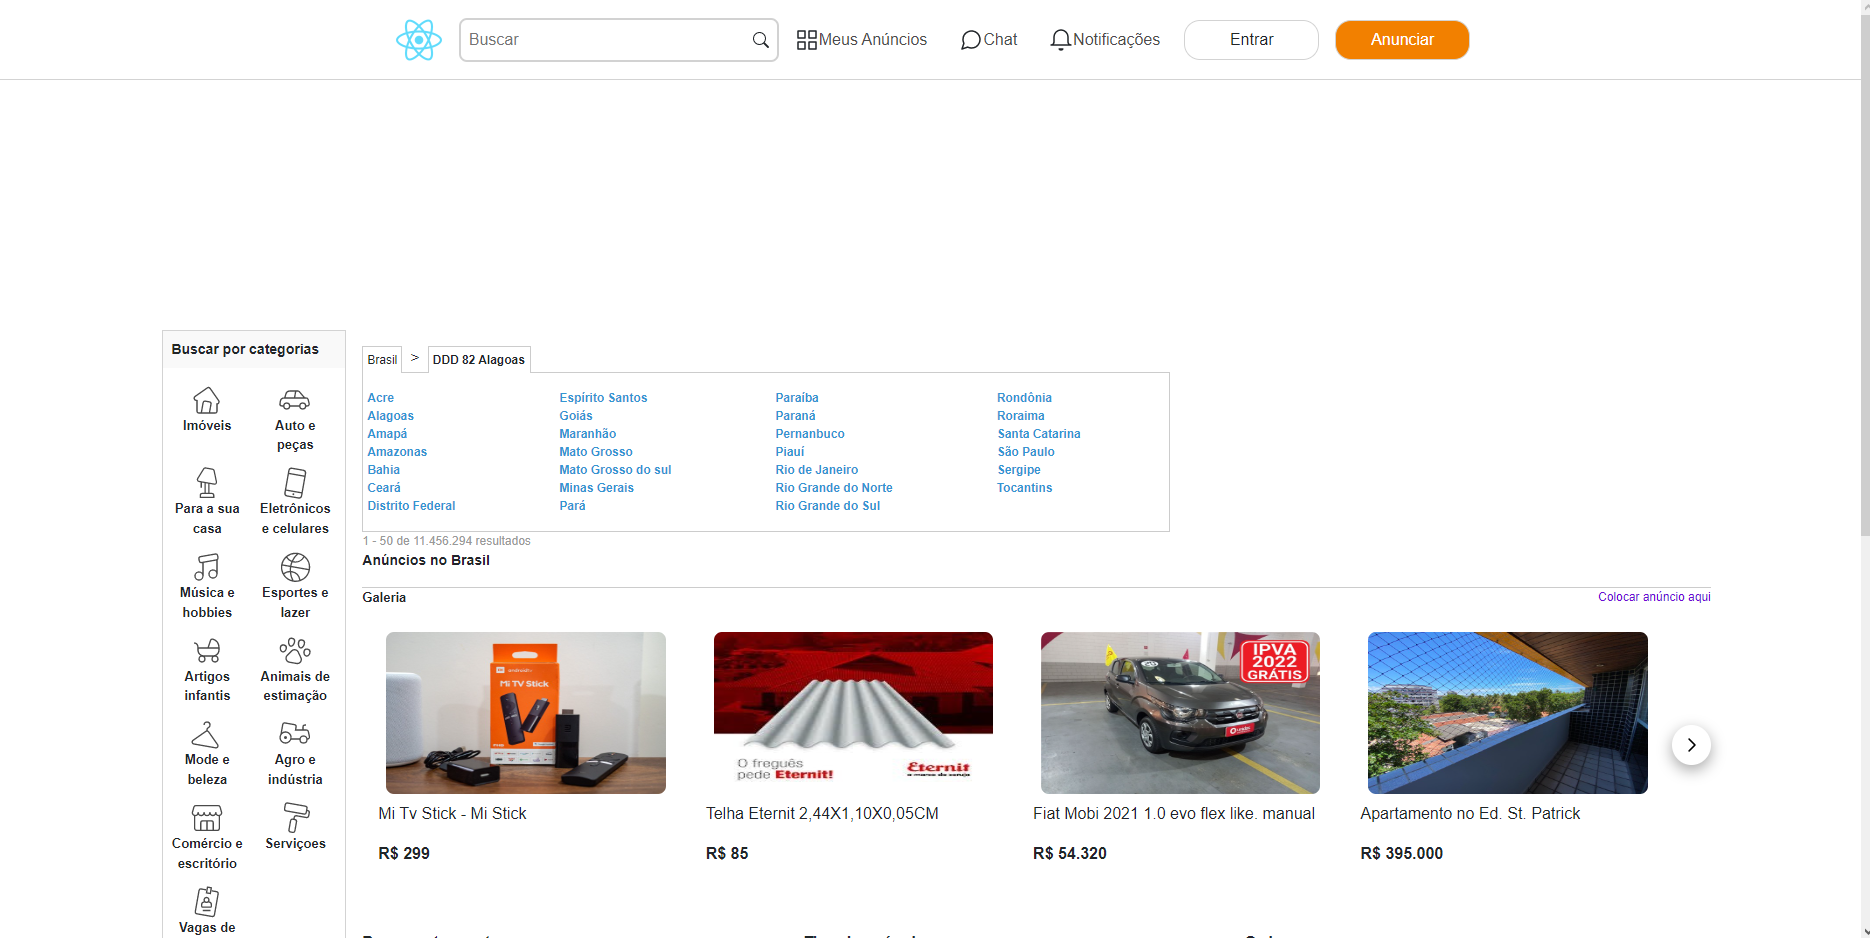 Buscar
Meus Anúncios
Chat
Notificações
Entrar
Anunciar
Buscar por categorias
Imóveis
Auto e
peças
Para a sua
casa
Eletrônicos
e celulares
Música e
hobbies
Esportes e
lazer
Artigos
infantis
Animais de
estimação
Mode e
beleza
Agro e
indústria
Comércio e
escritório
Serviçoes
Vagas de
Brasil > DDD 82 Alagoas
Acre
Alagoas
Amapá
Amazonas
Bahia
Ceará
Distrito Federal
Espírito Santos
Goiás
Maranhão
Mato Grosso
Mato Grosso do sul
Minas Gerais
Pará
Paraíba
Paraná
Pernanbuco
Piauí
Rio de Janeiro
Rio Grande do Norte
Rio Grande do Sul
Rondônia
Roraima
Santa Catarina
São Paulo
Sergipe
Tocantins
1 - 50 de 11.456.294 resultados
Anúncios no Brasil
Galeria
Colocar anúncio aqui
androidtv
Mi TV Stick
Mi Tv Stick - Mi Stick
R$ 299
O freguês
pede Eternit!
Eternit
a marca da coruja
Telha Eternit 2,44X1,10X0,05CM
R$ 85
IPVA
2022
GRÁTIS
Fiat Mobi 2021 1.0 evo flex like. manual
R$ 54.320
Apartamento no Ed. St. Patrick
R$ 395.000